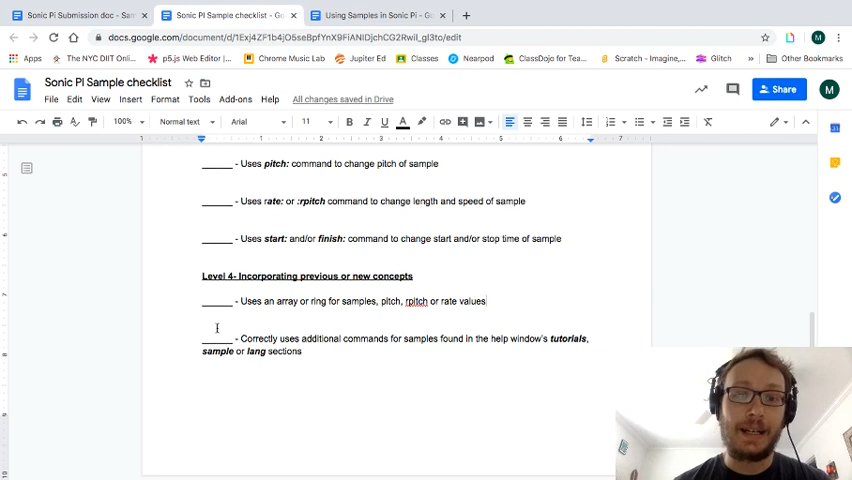 Sonic Pi Submission doc - Sam
Sonic PI Sample checklist - G
Using Samples in Sonic Pi - G
docs.google.com/document/d/1Exj4ZF1b4jO5seBpfYnX9FiANlDjchCG2Rwil_gI3to/edit
Apps
The NYC DIIT On...
p5.js Web Editor |...
Chrome Music Lab
Jupiter Ed
Classes
Nearpod
ClassDojo for Tea...
Scratch - Imagine,...
Glitch
Other Bookmarks
Sonic PI Sample checklist
File Edit View Insert Format Tools Add-ons Help All changes saved in Drive
Share
M
100% Normal text Arial 11
______ - Uses pitch: command to change pitch of sample
______ - Uses rate: or :rpitch command to change length and speed of sample
______ - Uses start: and/or finish: command to change start and/or stop time of sample
Level 4- Incorporating previous or new concepts
______ - Uses an array or ring for samples, pitch, rpitch or rate values
______ - Correctly uses additional commands for samples found in the help window's tutorials,
sample or lang sections